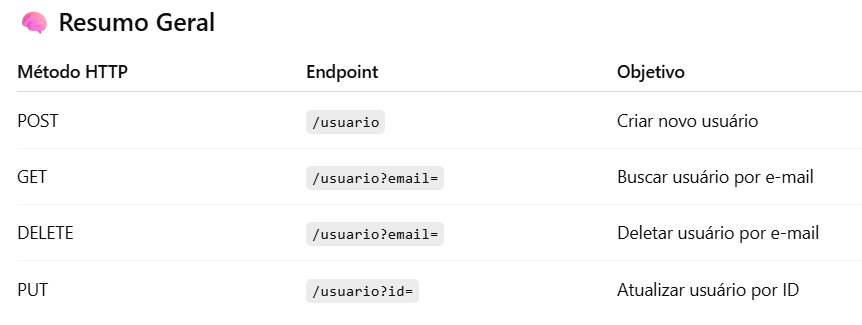 🧠 Resumo Geral
Método HTTP Endpoint Objetivo
POST /usuario Criar novo usuário
GET /usuario?email= Buscar usuário por e-mail
DELETE /usuario?email= Deletar usuário por e-mail
PUT /usuario?id= Atualizar usuário por ID